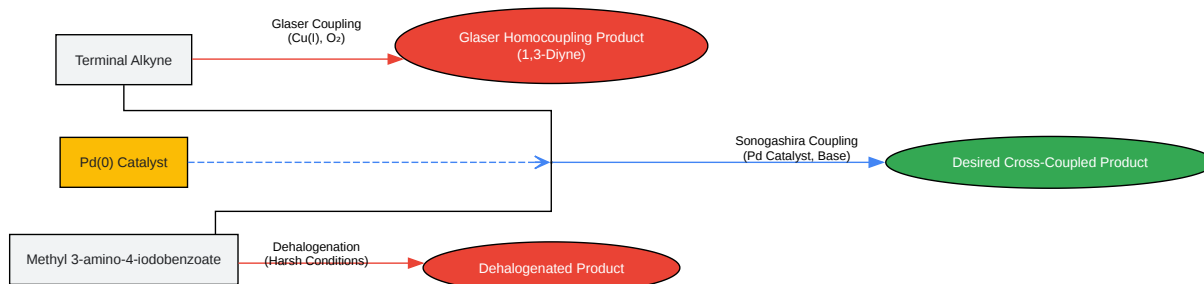 Glaser Coupling
(Cu(I), O₂)
Glaser Homocoupling Product
(1,3-Diyne)
Terminal Alkyne
Pd(0) Catalyst
Sonogashira Coupling
(Pd Catalyst, Base)
Desired Cross-Coupled Product
Methyl 3-amino-4-iodobenzoate
Dehalogenation
(Harsh Conditions)
Dehalogenated Product